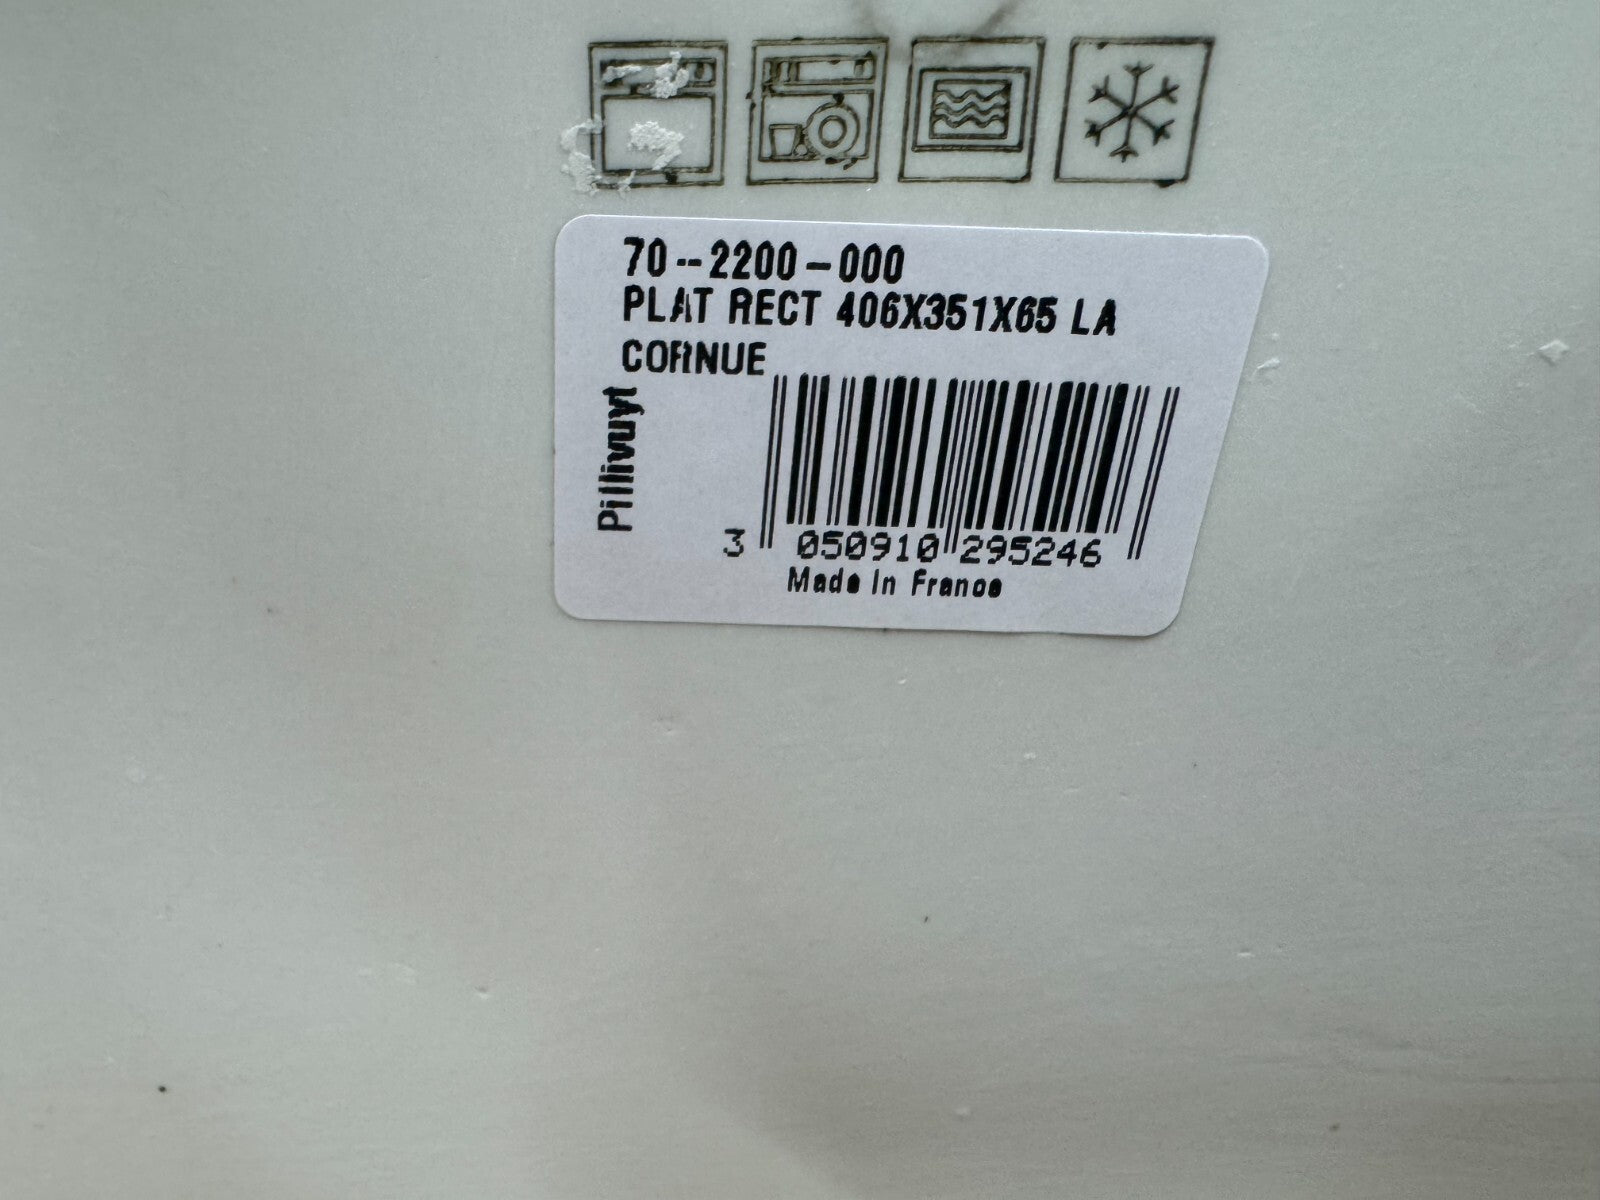 70-2200-000
PLAT RECT 406X351X65 LA
CORNUE
Pillivuyt
3 050910 295246
Made In France